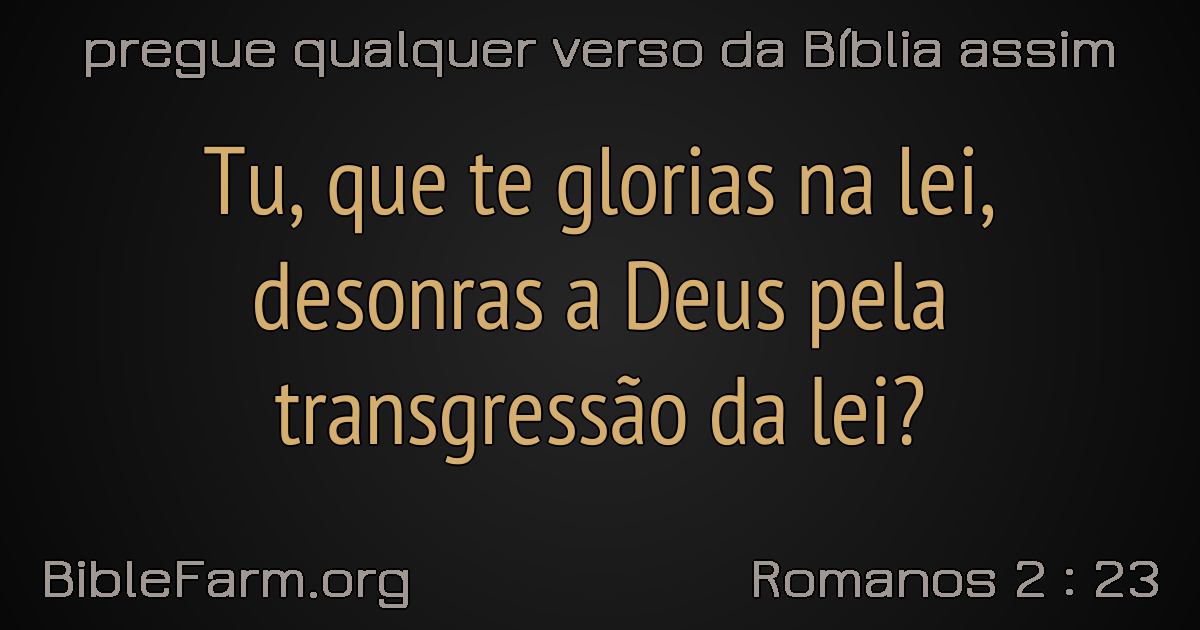 pregue qualquer verso da Bíblia assim
Tu, que te glorias na lei,
desonras a Deus pela
transgressão da lei?
BibleFarm.org
Romanos 2 : 23